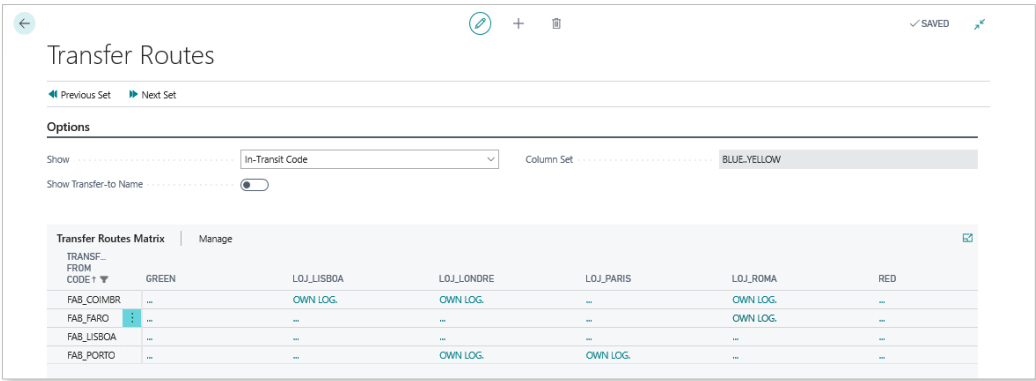 SAVED
Transfer Routes
Previous Set Next Set
Options
Show In-Transit Code Column Set BLUE..YELLOW
Show Transfer-to Name
Transfer Routes Matrix Manage
TRANSF...
FROM
CODE↑ GREEN LOJ_LISBOA LOJ_LONDRE LOJ_PARIS LOJ_ROMA RED
FAB_COIMBR ... OWN LOG. OWN LOG. ... OWN LOG. ...
FAB_FARO ... ... ... ... OWN LOG. ...
FAB_LISBOA ... ... ... ... ... ...
FAB_PORTO ... ... OWN LOG. OWN LOG. ... ...